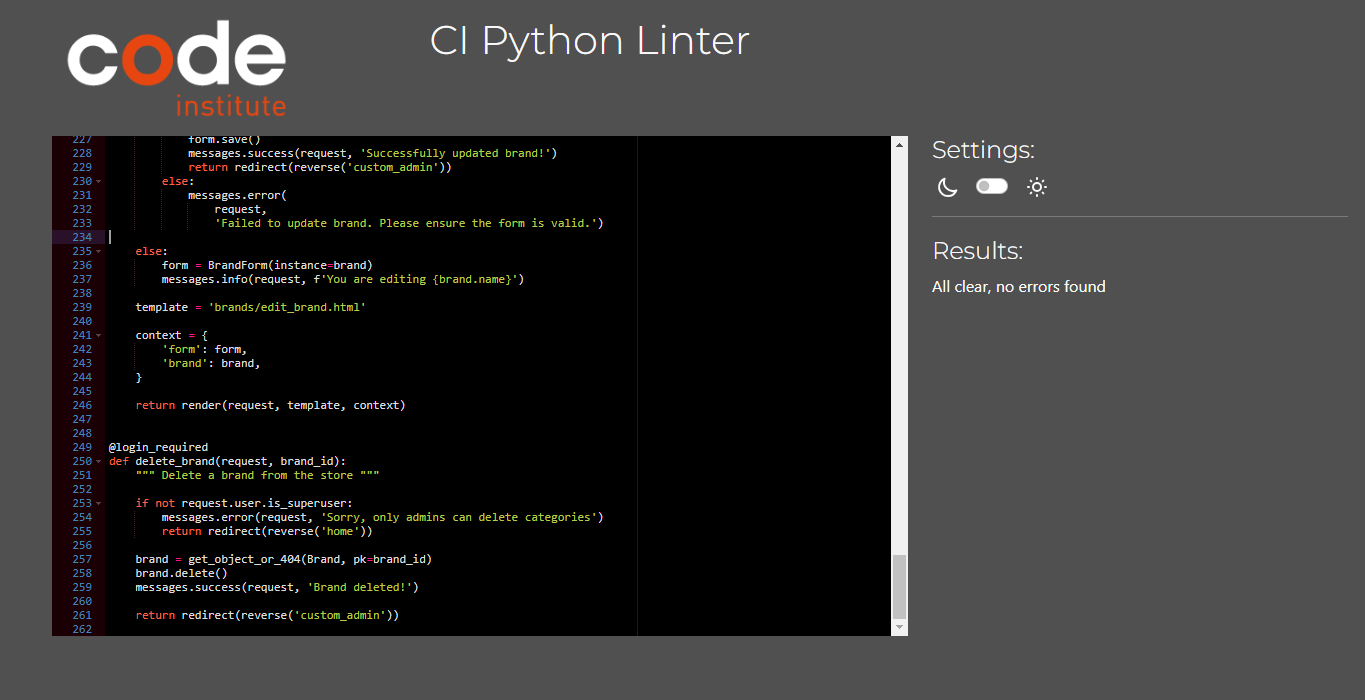 code
institute
CI Python Linter
227 form.save()
228 messages.success(request, 'Successfully updated brand!')
229 return redirect(reverse('custom_admin'))
230 else:
231 messages.error(
232 request,
233 'Failed to update brand. Please ensure the form is valid.')
234
235 else:
236 form = BrandForm(instance=brand)
237 messages.info(request, f'You are editing {brand.name}')
238
239 template = 'brands/edit_brand.html'
240
241 context = {
242 'form': form,
243 'brand': brand,
244 }
245
246 return render(request, template, context)
247
248
249 @login_required
250 def delete_brand(request, brand_id):
251 """ Delete a brand from the store """
252
253 if not request.user.is_superuser:
254 messages.error(request, 'Sorry, only admins can delete categories')
255 return redirect(reverse('home'))
256
257 brand = get_object_or_404(Brand, pk=brand_id)
258 brand.delete()
259 messages.success(request, 'Brand deleted!')
260
261 return redirect(reverse('custom_admin'))
262
Settings:
Results:
All clear, no errors found